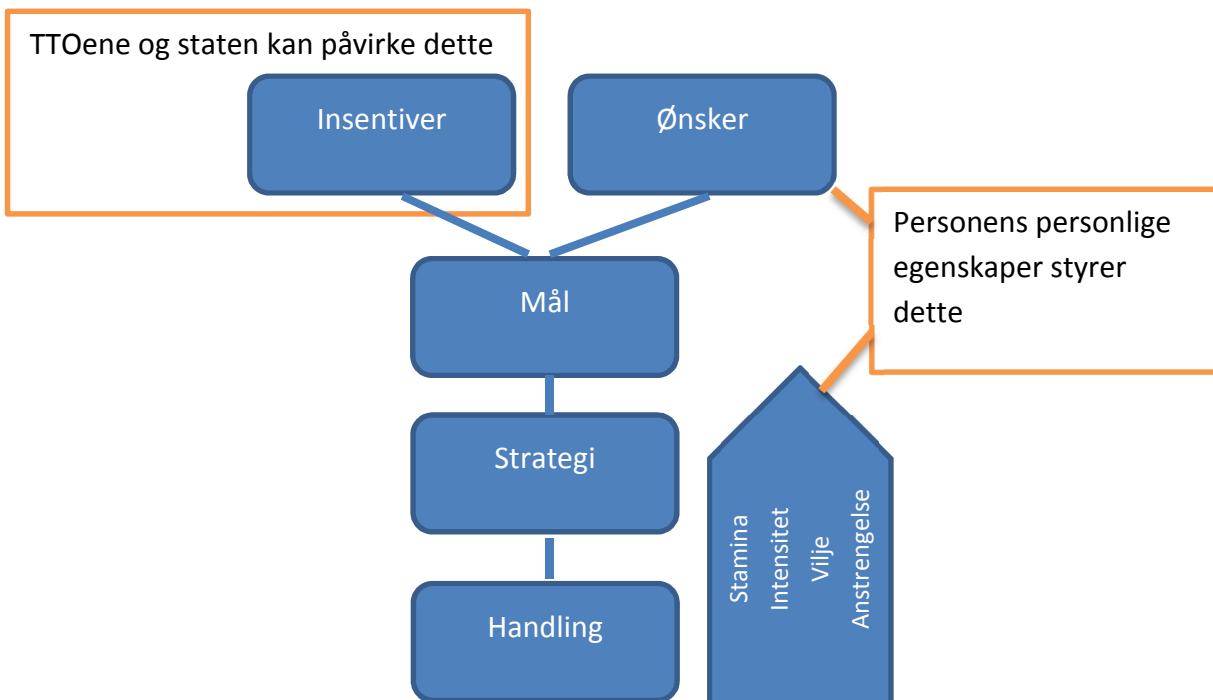 TTOene og staten kan påvirke dette
Insentiver
Ønsker
Personens personlige
egenskaper styrer
dette
Mål
Strategi
Handling
Stamina
Intensitet
Vilje
Anstrengelse